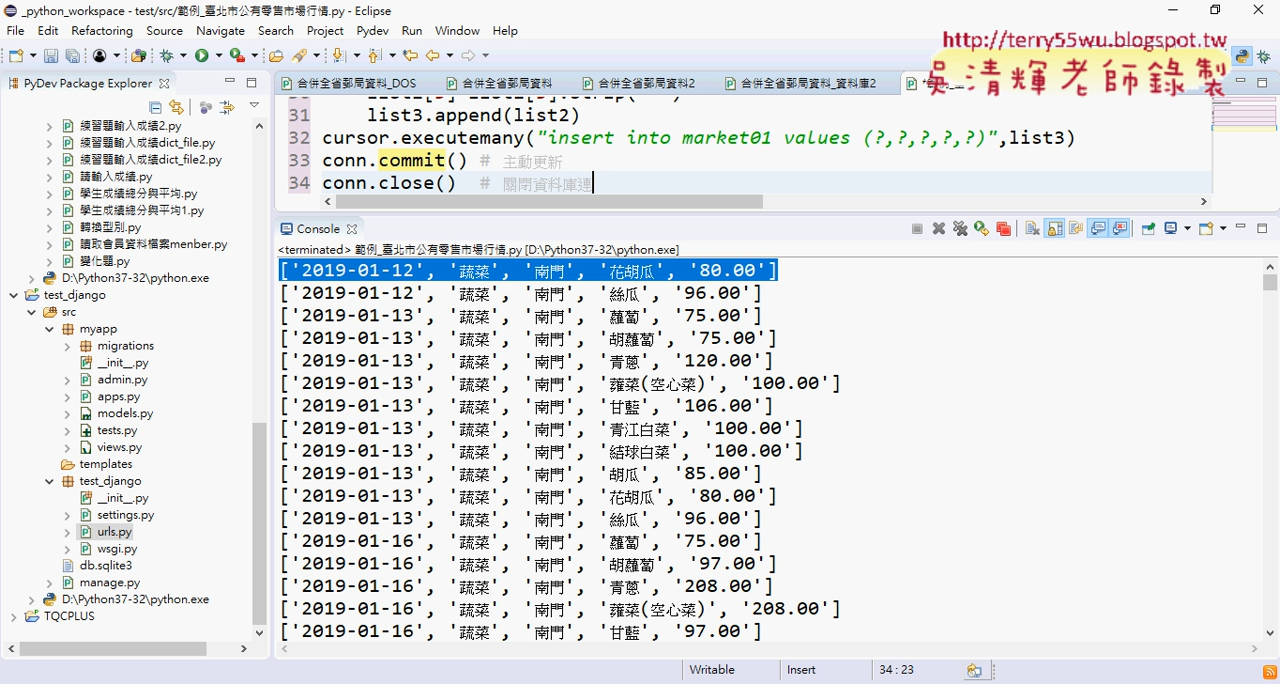 _python_workspace - test/src/範例_臺北市公有零售市場行情.py - Eclipse
File Edit Refactoring Source Navigate Search Project Pydev Run Window Help
http://terry55wu.blogspot.tw
吳清輝老師錄製
PyDev Package Explorer
合併全省郵局資料_DOS 合併全省郵局資料 合併全省郵局資料2 合併全省郵局資料_資料庫2
練習題輸入成績2.py
練習題輸入成績dict_file.py
練習題輸入成績dict_file2.py
請輸入成績.py
學生成績總分與平均.py
學生成績總分與平均1.py
轉換型別.py
讀取會員資料檔案menber.py
變化題.py
D:\Python37-32\python.exe
test_django
src
myapp
migrations
__init__.py
admin.py
apps.py
models.py
tests.py
views.py
templates
test_django
__init__.py
settings.py
urls.py
wsgi.py
db.sqlite3
manage.py
D:\Python37-32\python.exe
TQCPLUS
31 list3.append(list2)
32 cursor.executemany("insert into market01 values (?,?,?,?,?)",list3)
33 conn.commit() # 主動更新
34 conn.close() # 關閉資料庫連
Console
<terminated> 範例_臺北市公有零售市場行情.py [D:\Python37-32\python.exe]
['2019-01-12', '蔬菜', '南門', '花胡瓜', '80.00']
['2019-01-12', '蔬菜', '南門', '絲瓜', '96.00']
['2019-01-13', '蔬菜', '南門', '蘿蔔', '75.00']
['2019-01-13', '蔬菜', '南門', '胡蘿蔔', '75.00']
['2019-01-13', '蔬菜', '南門', '青蔥', '120.00']
['2019-01-13', '蔬菜', '南門', '蕹菜(空心菜)', '100.00']
['2019-01-13', '蔬菜', '南門', '甘藍', '106.00']
['2019-01-13', '蔬菜', '南門', '青江白菜', '100.00']
['2019-01-13', '蔬菜', '南門', '結球白菜', '100.00']
['2019-01-13', '蔬菜', '南門', '胡瓜', '85.00']
['2019-01-13', '蔬菜', '南門', '花胡瓜', '80.00']
['2019-01-13', '蔬菜', '南門', '絲瓜', '96.00']
['2019-01-16', '蔬菜', '南門', '蘿蔔', '75.00']
['2019-01-16', '蔬菜', '南門', '胡蘿蔔', '97.00']
['2019-01-16', '蔬菜', '南門', '青蔥', '208.00']
['2019-01-16', '蔬菜', '南門', '蕹菜(空心菜)', '208.00']
['2019-01-16', '蔬菜', '南門', '甘藍', '97.00']
Writable Insert 34 : 23